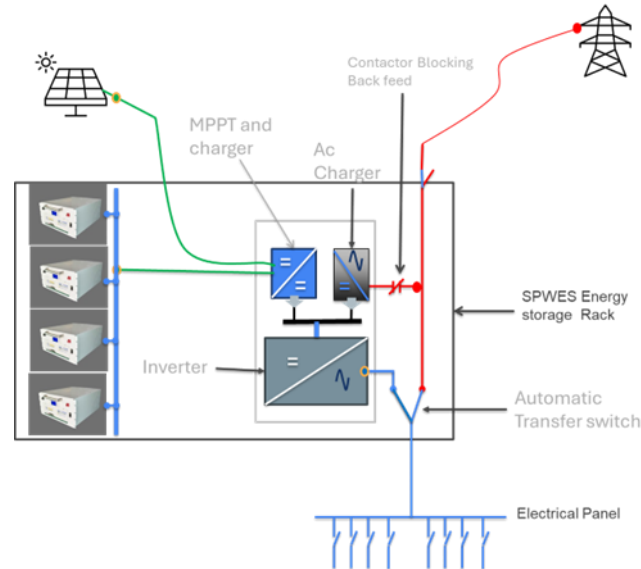 Contactor Blocking
Back feed
MPPT and
charger
Ac
Charger
SPWES Energy
storage Rack
Inverter
Automatic
Transfer switch
Electrical Panel